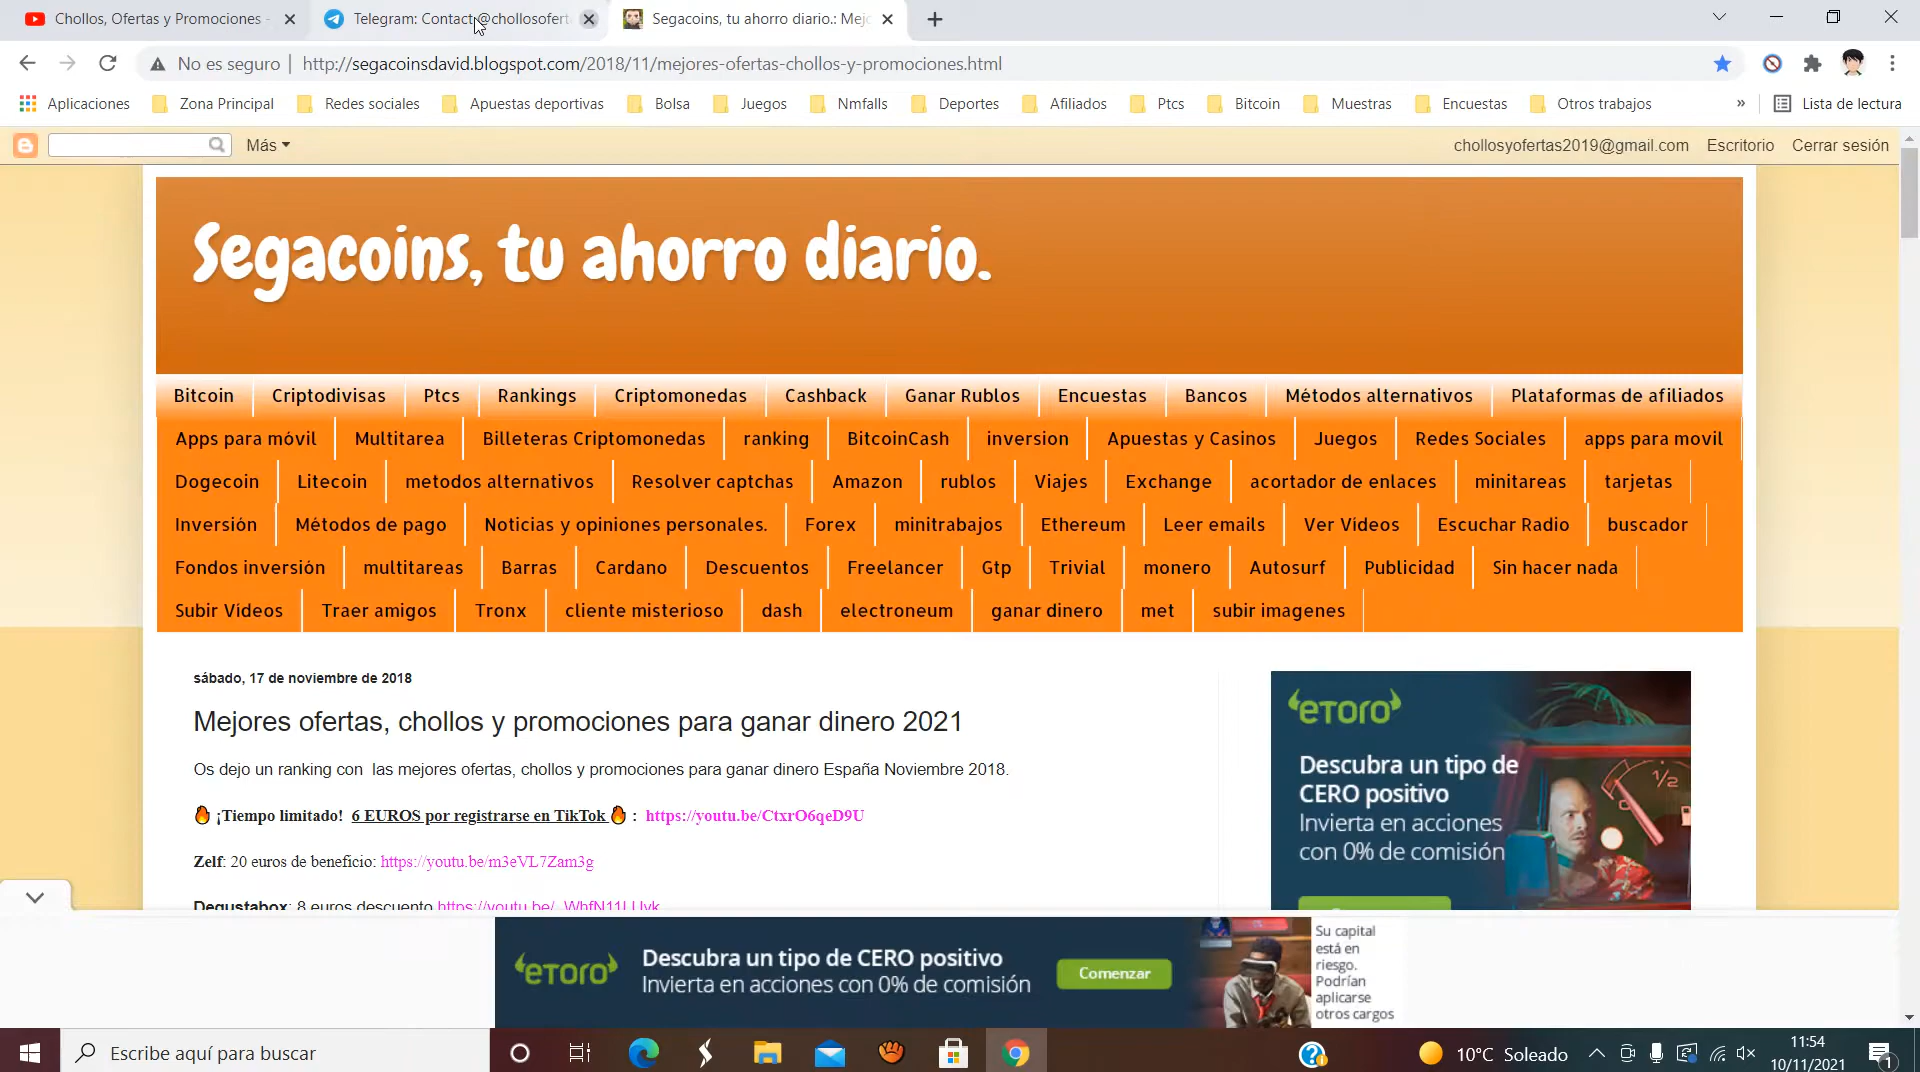 Chollos, Ofertas y Promociones -
Telegram: Contact @chollosofert
Segacoins, tu ahorro diario.: Mej
No es seguro | http://segacoinsdavid.blogspot.com/2018/11/mejores-ofertas-chollos-y-promociones.html
Aplicaciones Zona Principal Redes sociales Apuestas deportivas Bolsa Juegos Nmfalls Deportes Afiliados Ptcs Bitcoin Muestras Encuestas Otros trabajos » Lista de lectura
Más chollosyofertas2019@gmail.com Escritorio Cerrar sesión
Segacoins, tu ahorro diario.
Bitcoin Criptodivisas Ptcs Rankings Criptomonedas Cashback Ganar Rublos Encuestas Bancos Métodos alternativos Plataformas de afiliados
Apps para móvil Multitarea Billeteras Criptomonedas ranking BitcoinCash inversion Apuestas y Casinos Juegos Redes Sociales apps para movil
Dogecoin Litecoin metodos alternativos Resolver captchas Amazon rublos Viajes Exchange acortador de enlaces minitareas tarjetas
Inversión Métodos de pago Noticias y opiniones personales. Forex minitrabajos Ethereum Leer emails Ver Vídeos Escuchar Radio buscador
Fondos inversión multitareas Barras Cardano Descuentos Freelancer Gtp Trivial monero Autosurf Publicidad Sin hacer nada
Subir Vídeos Traer amigos Tronx cliente misterioso dash electroneum ganar dinero met subir imagenes
sábado, 17 de noviembre de 2018
Mejores ofertas, chollos y promociones para ganar dinero 2021
Os dejo un ranking con las mejores ofertas, chollos y promociones para ganar dinero España Noviembre 2018.
🔥 ¡Tiempo limitado! 6 EUROS por registrarse en TikTok 🔥 : https://youtu.be/CtxrO6qeD9U
Zelf: 20 euros de beneficio: https://youtu.be/m3eVL7Zam3g
Degustabox: 8 euros descuento
eToro
Descubra un tipo de
CERO positivo
Invierta en acciones
con 0% de comisión
1/2
eToro
Descubra un tipo de CERO positivo
Invierta en acciones con 0% de comisión
Comenzar
Su capital
está en
riesgo.
Podrían
aplicarse
otros cargos
Escribe aquí para buscar
10°C Soleado
11:54
10/11/2021
1